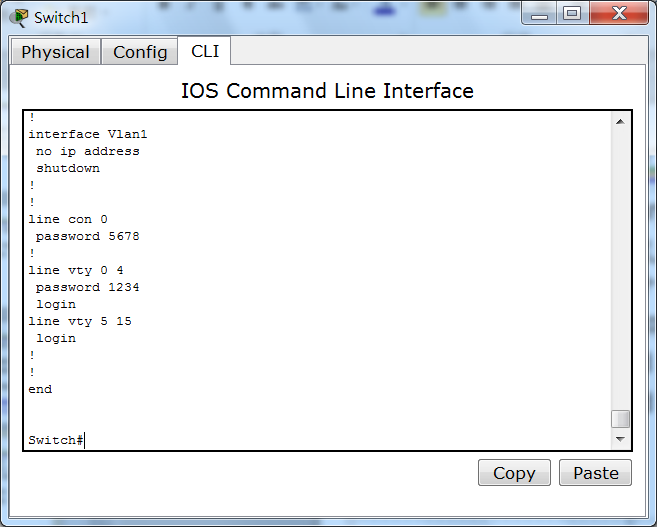 Switch1
Physical Config CLI
IOS Command Line Interface
!
interface Vlan1
 no ip address
 shutdown
!
!
line con 0
 password 5678
!
line vty 0 4
 password 1234
 login
line vty 5 15
 login
!
!
end
Switch#
Copy Paste